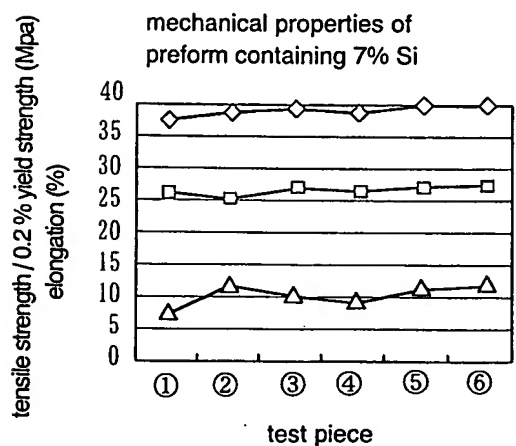 mechanical properties of
preform containing 7% Si
tensile strength / 0.2 % yield strength (Mpa)
elongation (%)
40
35
30
25
20
15
10
5
0
① ② ③ ④ ⑤ ⑥
test piece